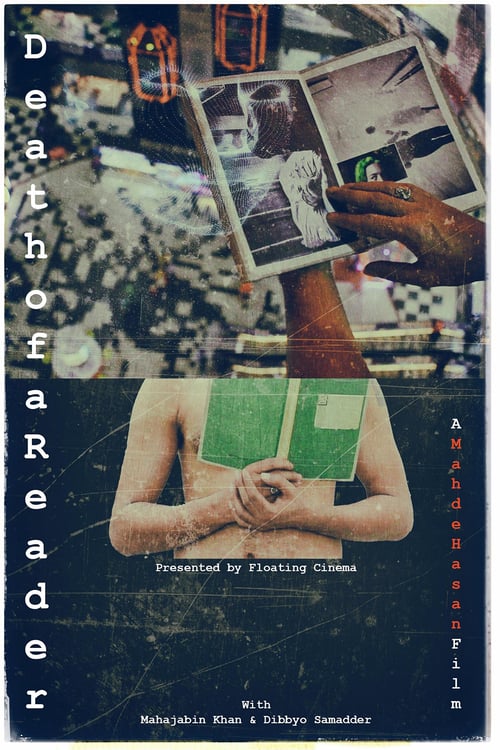 Death of a Reader
A Mahde Hasan Film
Presented by Floating Cinema
With
Mahajabin Khan & Dibbyo Samadder